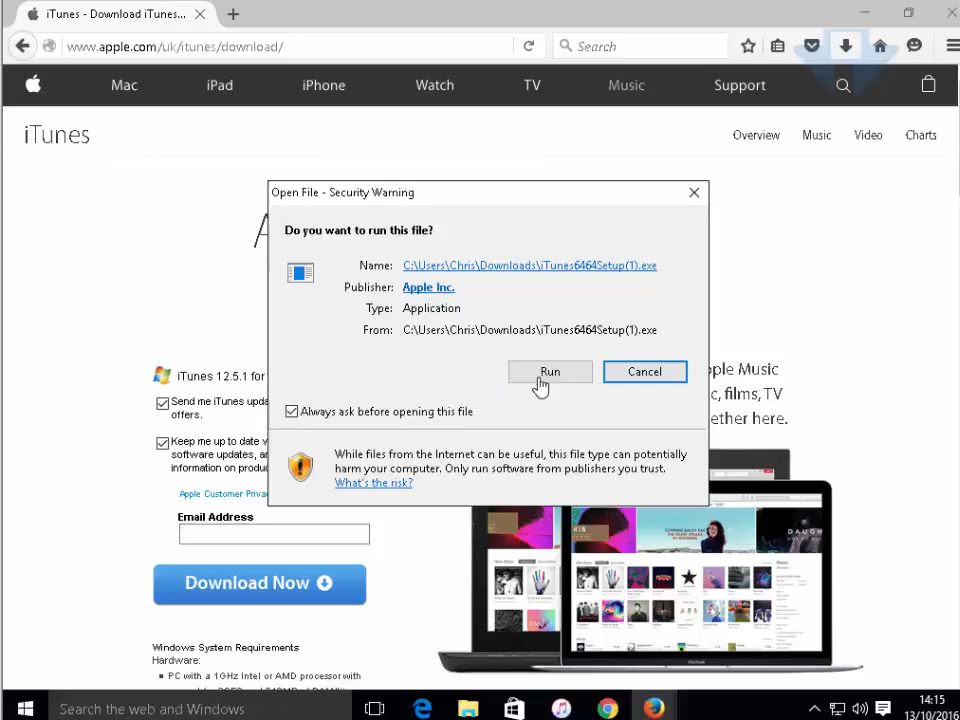 iTunes - Download iTunes...
www.apple.com/uk/itunes/download/
Search
Mac
iPad
iPhone
Watch
TV
Music
Support
iTunes
Overview
Music
Video
Charts
Open File - Security Warning
Do you want to run this file?
Name: C:\Users\Chris\Downloads\iTunes6464Setup(1).exe
Publisher: Apple Inc.
Type: Application
From: C:\Users\Chris\Downloads\iTunes6464Setup(1).exe
Run
Cancel
Always ask before opening this file
While files from the Internet can be useful, this file type can potentially
harm your computer. Only run software from publishers you trust.
What's the risk?
ple Music
c, films, TV
ether here.
iTunes 12.5.1 for
Send me iTunes upda
offers.
Keep me up to date v
software updates, an
information on produc
Apple Customer Priva
Email Address
Download Now
Windows System Requirements
Hardware:
PC with a 1GHz Intel or AMD processor with
MacBook
Search the web and Windows
14:15
13/10/2016